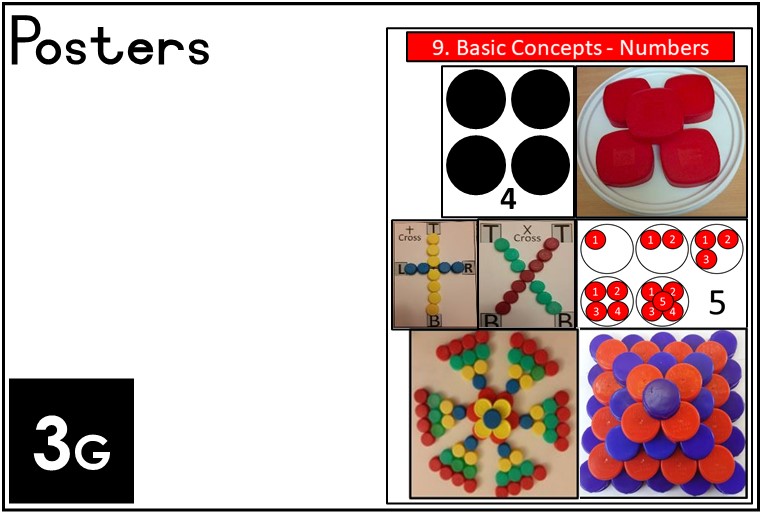 Posters
9. Basic Concepts - Numbers
4
+
Cross
T
L
R
B
X
Cross
T
T
B
B
1
1 2
1 2
3
1 2
3 4
1 2
5
3 4
5
3G